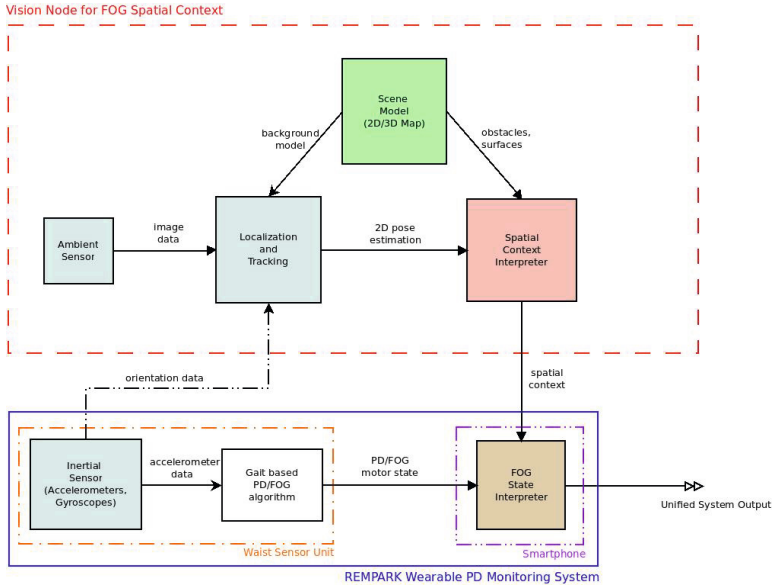 Vision Node for FOG Spatial Context
Scene
Model
(2D/3D Map)
background
model
obstacles,
surfaces
Ambient
Sensor
image
data
Localization
and
Tracking
2D pose
estimation
Spatial
Context
Interpreter
orientation data
spatial
context
Inertial
Sensor
(Accelerometers,
Gyroscopes)
accelerometer
data
Gait based
PD/FOG
algorithm
PD/FOG
motor state
FOG
State
Interpreter
Unified System Output
Waist Sensor Unit
Smartphone
REMPARK Wearable PD Monitoring System